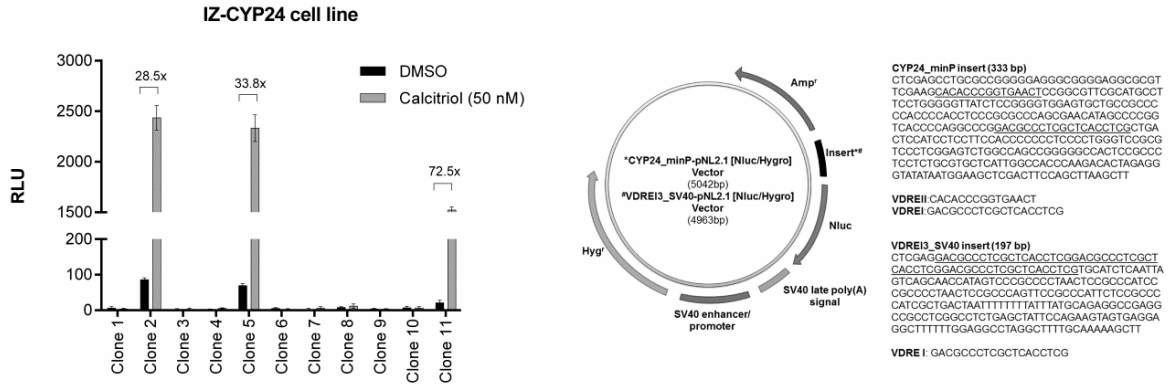 IZ-CYP24 cell line
RLU
3000
2500
2000
1500
200
100
0
28.5x
33.8x
72.5x
DMSO
Calcitriol (50 nM)
Clone 1
Clone 2
Clone 3
Clone 4
Clone 5
Clone 6
Clone 7
Clone 8
Clone 9
Clone 10
Clone 11
Ampʳ
Insert*#
Nluc
SV40 late poly(A)
signal
SV40 enhancer/
promoter
Hygʳ
*CYP24_minP-pNL2.1 [Nluc/Hygro]
Vector
(5042bp)
#VDREI3_SV40-pNL2.1 [Nluc/Hygro]
Vector
(4963bp)
CYP24_minP insert (333 bp)
CTCGAGCCTGCGCCGGGGGAGGGCGGGGAGGCGCGT
TCGAAGCACACCCGGTGAACTCCGGCGTTCGCATGCCT
TCCTGGGGGTTATCTCCGGGGTGGAGTGCTGCCGCCC
CCACCCCACCTCCCGCGCCCAGCGAACATAGCCCCGG
TCACCCCAGGCCCGGACGCCCTCGCTCACCTCGCTGA
CTCCATCCTCCTTCCACCCCCCCTCCCCTGGGTCCGCG
TCCCTCGGAGTCTGGCCAGCCGGGGGCCACTCCGCCC
TCCTCTGCGTGCTCATTGGCCACCCAAGACACTAGAGG
GTATATAATGGAAGCTCGACTTCCAGCTTAAGCTT
VDREII:CACACCCGGTGAACT
VDREI:GACGCCCTCGCTCACCTCG
VDREI3_SV40 insert (197 bp)
CTCGAGGACGCCCTCGCTCACCTCGGACGCCCTCGCT
CACCTCGGACGCCCTCGCTCACCTCGTGCATCTCAATTA
GTCAGCAACCATAGTCCCGCCCCTAACTCCGCCCATCC
CGCCCCTAACTCCGCCCAGTTCCGCCCATTCTCCGCCC
CATCGCTGACTAATTTTTTTTATTTATGCAGAGGCCGAGG
CCGCCTCGGCCTCTGAGCTATTCCAGAAGTAGTGAGGA
GGCTTTTTTGGAGGCCTAGGCTTTTGCAAAAAGCTT
VDRE I: GACGCCCTCGCTCACCTCG